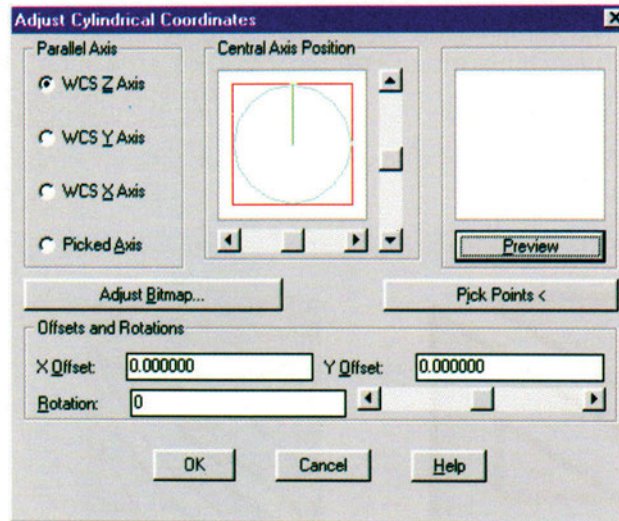 Adjust Cylindrical Coordinates
Parallel Axis
WCS Z Axis
WCS Y Axis
WCS X Axis
Picked Axis
Central Axis Position
Preview
Adjust Bitmap...
Pick Points <
Offsets and Rotations
X Offset: 0.000000 Y Offset: 0.000000
Rotation: 0
OK Cancel Help